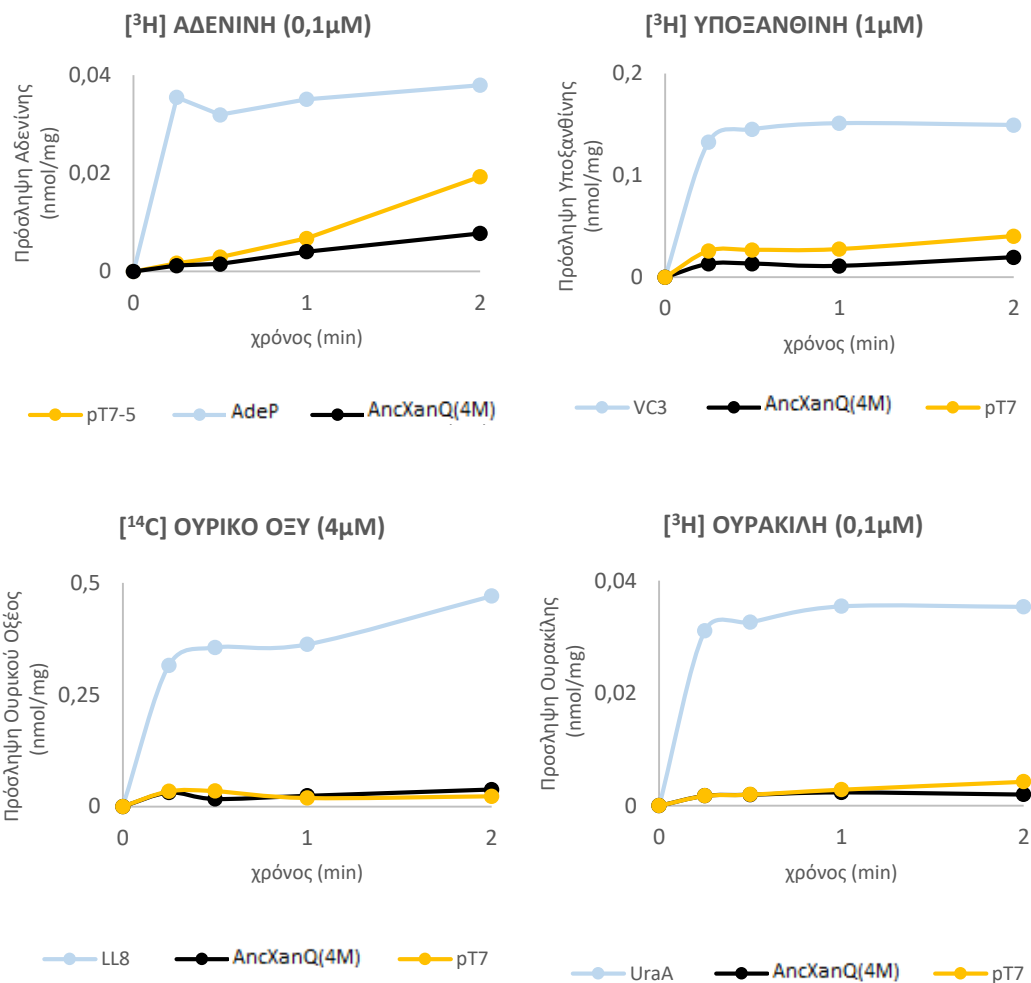 [³H] ΑΔΕΝΙΝΗ (0,1μΜ)
Πρόσληψη Αδενίνης
(nmol/mg)
0,04
0,02
0
0
1
2
χρόνος (min)
pT7-5
AdeP
AncXanQ(4M)
[³H] ΥΠΟΞΑΝΘΙΝΗ (1μΜ)
Πρόσληψη Υποξανθίνης
(nmol/mg)
0,2
0,1
0
0
1
2
χρόνος (min)
VC3
AncXanQ(4M)
pT7
[¹⁴C] ΟΥΡΙΚΟ ΟΞΥ (4μΜ)
Πρόσληψη Ουρικού Οξέος
(nmol/mg)
0,5
0,25
0
0
1
2
χρόνος (min)
LL8
AncXanQ(4M)
pT7
[³H] ΟΥΡΑΚΙΛΗ (0,1μΜ)
Προσληψη Ουρακίλης
(nmol/mg)
0,04
0,02
0
0
1
2
χρόνος (min)
UraA
AncXanQ(4M)
pT7